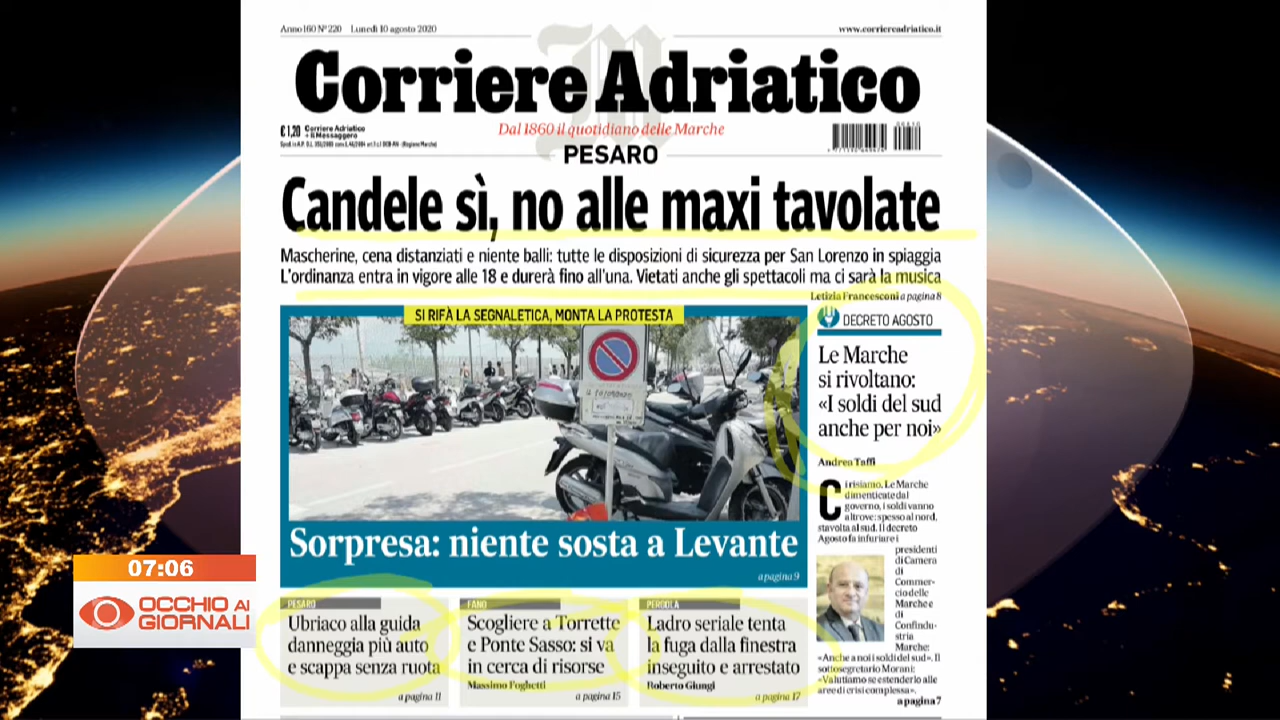 Anno 160 N° 220 Lunedì 10 agosto 2020
www.corriereadriatico.it
Corriere Adriatico
€ 1,20 Corriere Adriatico
+ Il Messaggero
Dal 1860 il quotidiano delle Marche
PESARO
Candele sì, no alle maxi tavolate
Mascherine, cena distanziati e niente balli: tutte le disposizioni di sicurezza per San Lorenzo in spiaggia
L'ordinanza entra in vigore alle 18 e durerà fino all'una. Vietati anche gli spettacoli ma ci sarà la musica
Letizia Francesconi a pagina 8
SI RIFÀ LA SEGNALETICA, MONTA LA PROTESTA
Sorpresa: niente sosta a Levante
a pagina 9
DECRETO AGOSTO
Le Marche
si rivoltano:
«I soldi del sud
anche per noi»
Andrea Taffi
Ci risiamo. Le Marche
dimenticate dal
governo, i soldi vanno
altrove: spesso al nord,
stavolta al sud. Il decreto
Agosto fa infuriare i
presidenti
di Camera
di
Commer-
cio delle
Marche e
di
Confindu-
stria
Marche:
«Anche a noi i soldi del sud». Il
sottosegretario Morani:
«Valutiamo se estenderlo alle
aree di crisi complessa».
a pagina 7
PESARO
Ubriaco alla guida
danneggia più auto
e scappa senza ruota
a pagina 11
FANO
Scogliere a Torrette
e Ponte Sasso: si va
in cerca di risorse
Massimo Foghetti
a pagina 15
PERGOLA
Ladro seriale tenta
la fuga dalla finestra
inseguito e arrestato
Roberto Giungi
a pagina 17
07:06
OCCHIO AI
GIORNALI